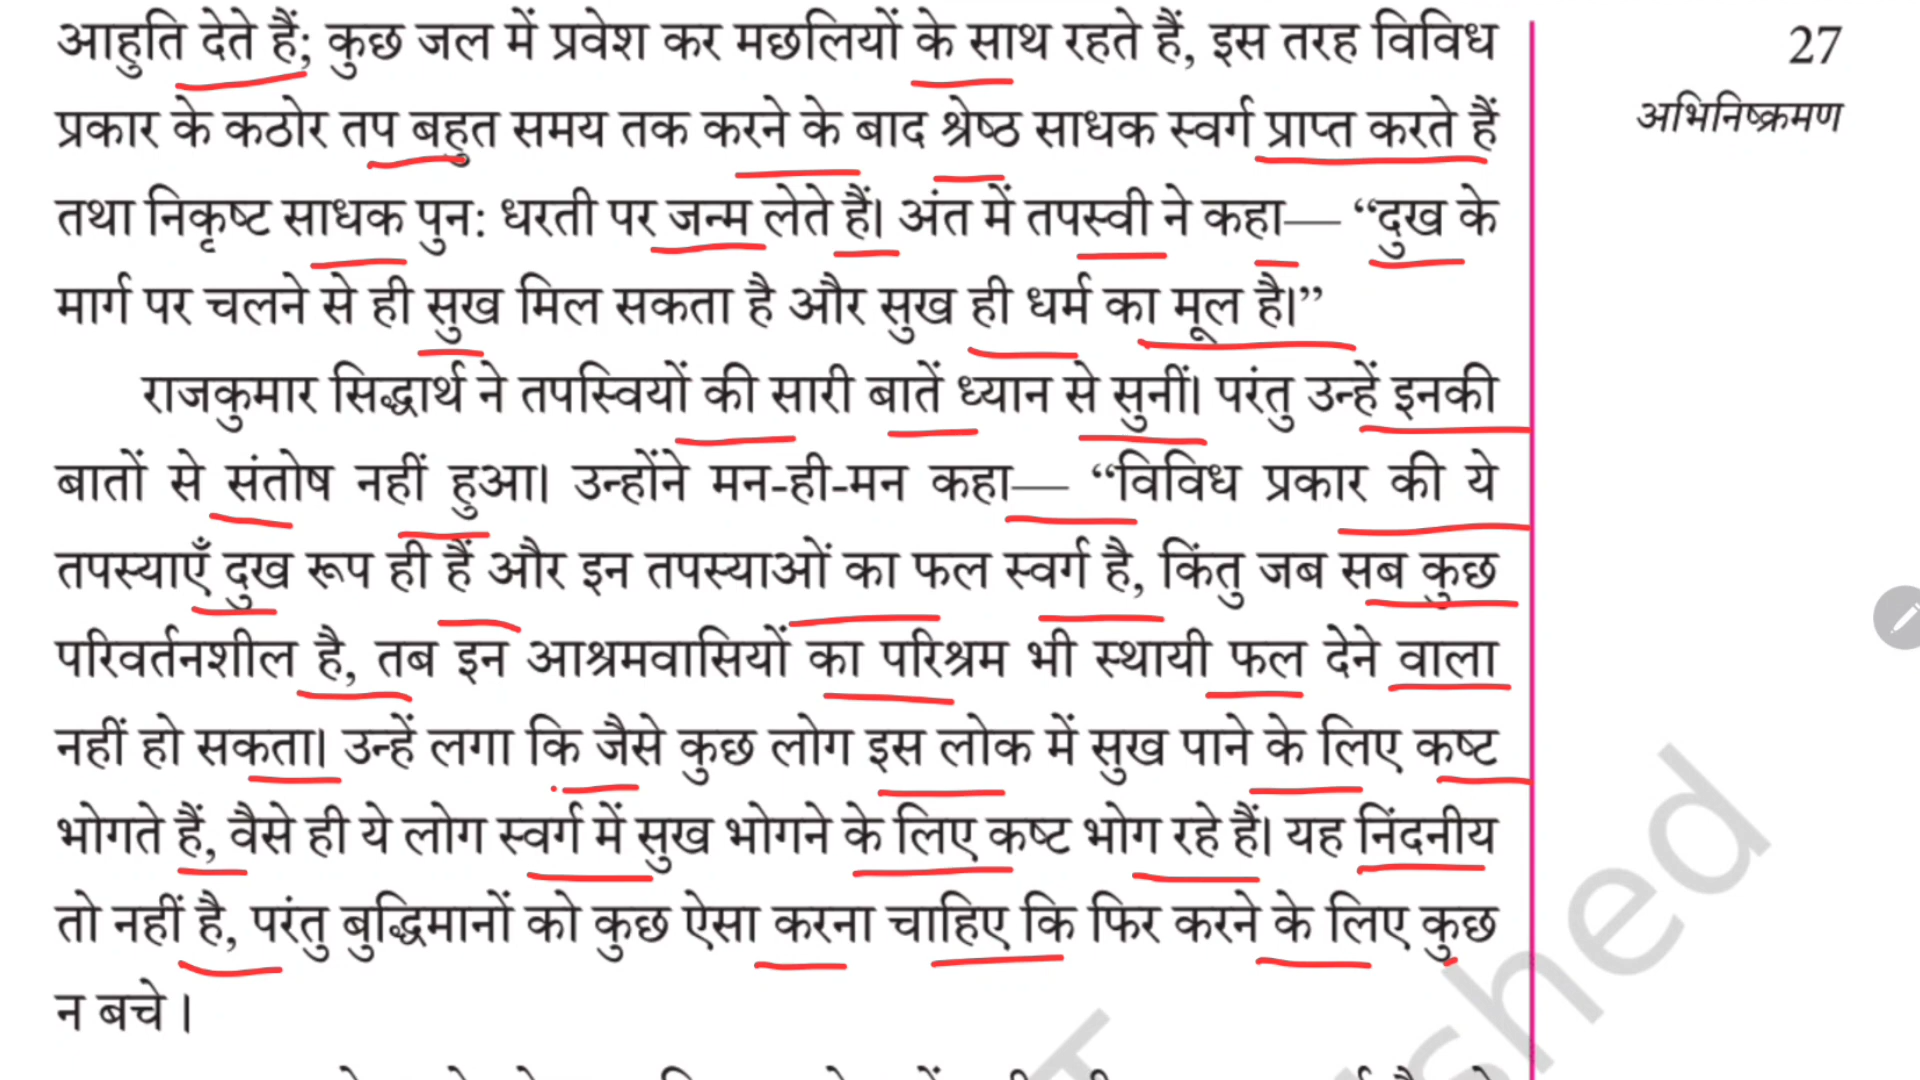 आहुति देते हैं; कुछ जल में प्रवेश कर मछलियों के साथ रहते हैं, इस तरह विविध
प्रकार के कठोर तप बहुत समय तक करने के बाद श्रेष्ठ साधक स्वर्ग प्राप्त करते हैं
तथा निकृष्ट साधक पुन: धरती पर जन्म लेते हैं। अंत में तपस्वी ने कहा— “दुख के
मार्ग पर चलने से ही सुख मिल सकता है और सुख ही धर्म का मूल है।”
राजकुमार सिद्धार्थ ने तपस्वियों की सारी बातें ध्यान से सुनीं। परंतु उन्हें इनकी
बातों से संतोष नहीं हुआ। उन्होंने मन-ही-मन कहा— “विविध प्रकार की ये
तपस्याएँ दुख रूप ही हैं और इन तपस्याओं का फल स्वर्ग है, किंतु जब सब कुछ
परिवर्तनशील है, तब इन आश्रमवासियों का परिश्रम भी स्थायी फल देने वाला
नहीं हो सकता। उन्हें लगा कि जैसे कुछ लोग इस लोक में सुख पाने के लिए कष्ट
भोगते हैं, वैसे ही ये लोग स्वर्ग में सुख भोगने के लिए कष्ट भोग रहे हैं। यह निंदनीय
तो नहीं है, परंतु बुद्धिमानों को कुछ ऐसा करना चाहिए कि फिर करने के लिए कुछ
न बचे।
27
अभिनिष्क्रमण